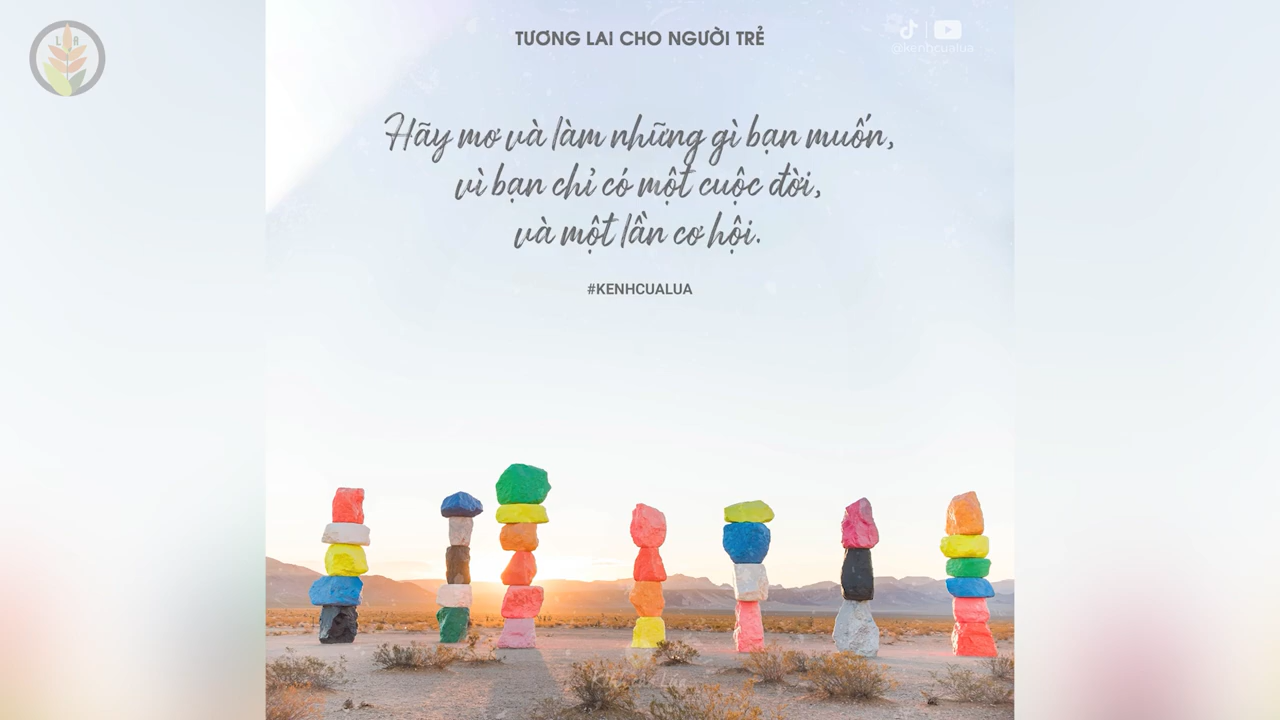 L A
TƯƠNG LAI CHO NGƯỜI TRẺ
@kenhcualua
Hãy mơ và làm những gì bạn muốn,
vì bạn chỉ có một cuộc đời,
và một lần cơ hội.
#KENHCUALUA